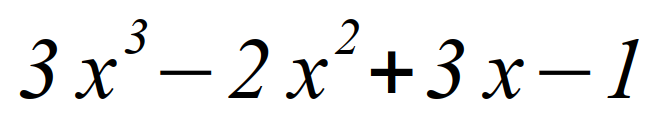 3x³ − 2x² + 3x − 1